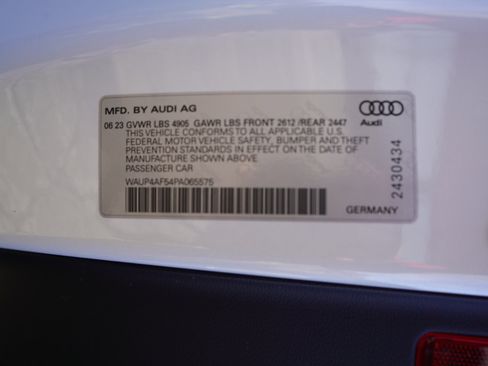 MFD. BY AUDI AG
06 23 GVWR LBS 4905 GAWR LBS FRONT 2612 /REAR 2447
THIS VEHICLE CONFORMS TO ALL APPLICABLE U.S.
FEDERAL MOTOR VEHICLE SAFETY, BUMPER AND THEFT
PREVENTION STANDARDS IN EFFECT ON THE DATE OF
MANUFACTURE SHOWN ABOVE
PASSENGER CAR
WAUP4AF54PA065575
Audi
2430434
GERMANY